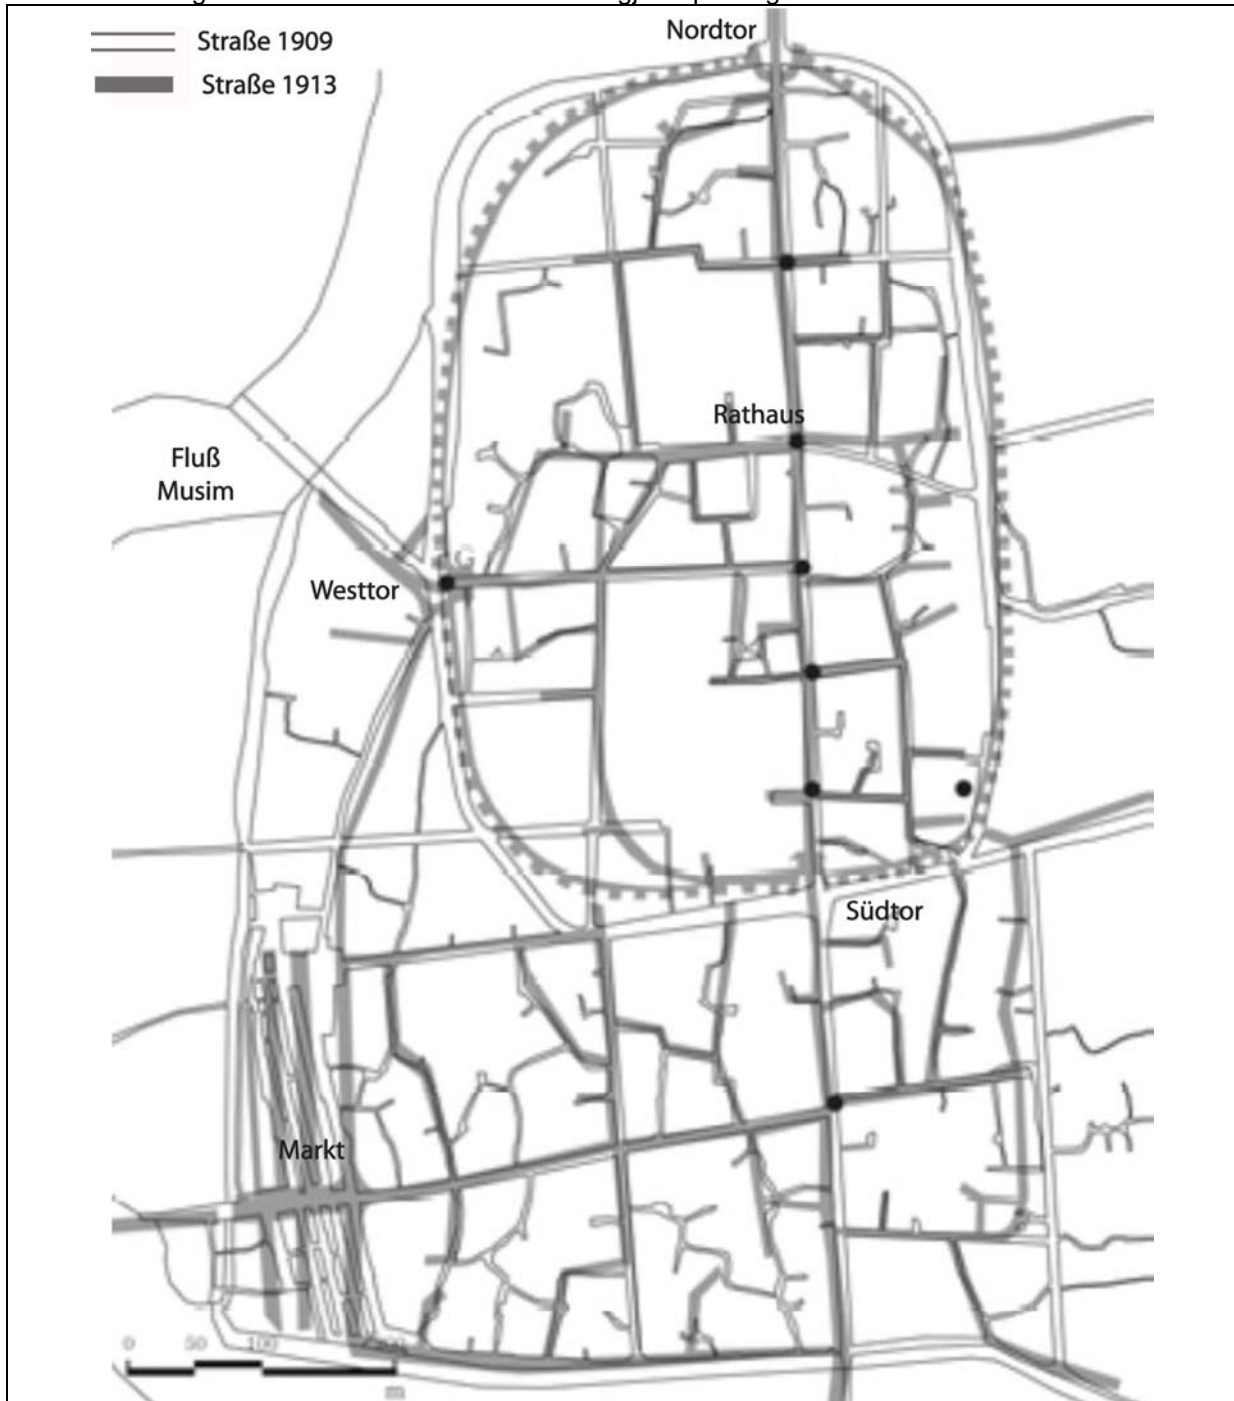 Nordtor
Straße 1909
Straße 1913
Rathaus
Fluß
Musim
Westtor
Südtor
Markt
0 50 100
m